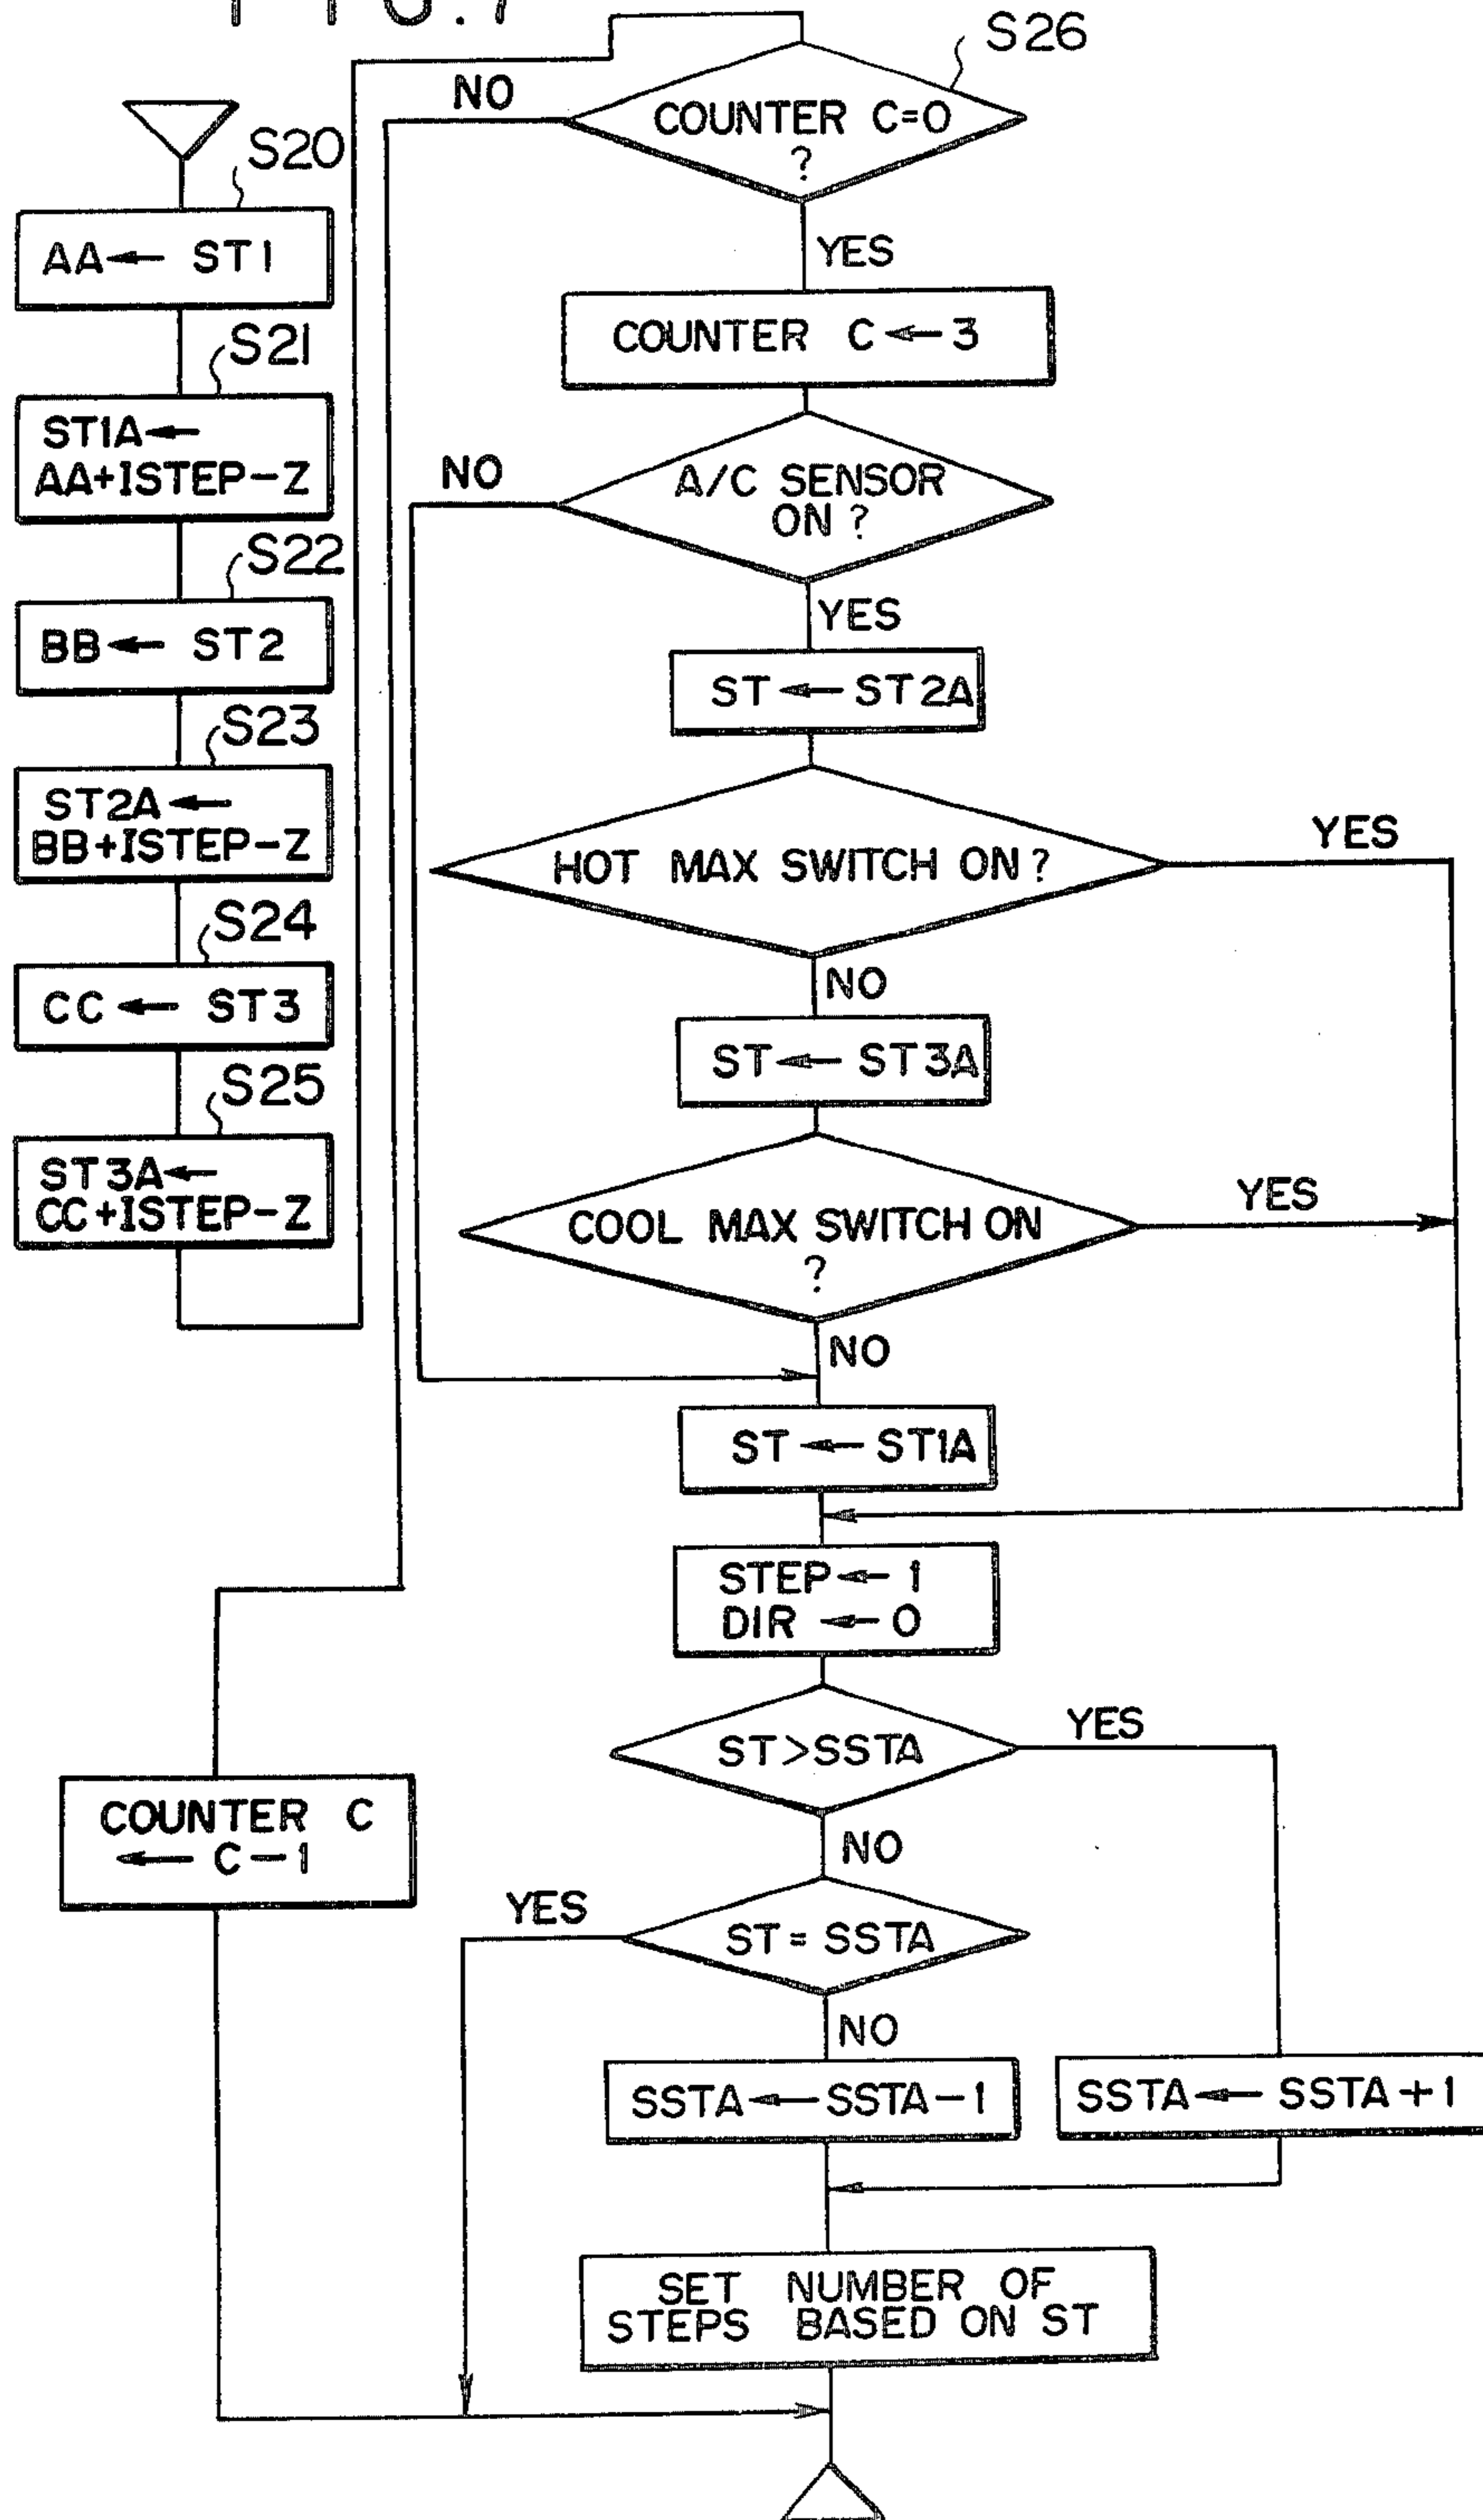 FIG.7
S20
AA← ST1
S21
ST1A←
AA+ISTEP-Z
S22
BB← ST2
S23
ST2A←
BB+ISTEP-Z
S24
CC← ST3
S25
ST3A←
CC+ISTEP-Z
S26
COUNTER C=0
?
NO
YES
COUNTER C←3
A/C SENSOR
ON?
NO
YES
ST←ST2A
HOT MAX SWITCH ON?
YES
NO
ST←ST3A
COOL MAX SWITCH ON
?
YES
NO
ST←ST1A
STEP←1
DIR←0
ST>SSTA
YES
NO
COUNTER C
←C-1
ST=SSTA
YES
NO
SSTA←SSTA-1
SSTA←SSTA+1
SET NUMBER OF
STEPS BASED ON ST